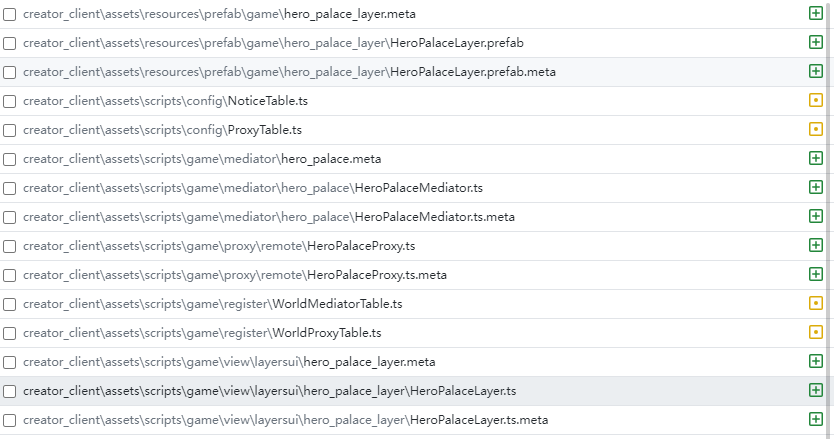 creator_client\assets\resources\prefab\game\hero_palace_layer.meta
creator_client\assets\resources\prefab\game\hero_palace_layer\HeroPalaceLayer.prefab
creator_client\assets\resources\prefab\game\hero_palace_layer\HeroPalaceLayer.prefab.meta
creator_client\assets\scripts\config\NoticeTable.ts
creator_client\assets\scripts\config\ProxyTable.ts
creator_client\assets\scripts\game\mediator\hero_palace.meta
creator_client\assets\scripts\game\mediator\hero_palace\HeroPalaceMediator.ts
creator_client\assets\scripts\game\mediator\hero_palace\HeroPalaceMediator.ts.meta
creator_client\assets\scripts\game\proxy\remote\HeroPalaceProxy.ts
creator_client\assets\scripts\game\proxy\remote\HeroPalaceProxy.ts.meta
creator_client\assets\scripts\game\register\WorldMediatorTable.ts
creator_client\assets\scripts\game\register\WorldProxyTable.ts
creator_client\assets\scripts\game\view\layersui\hero_palace_layer.meta
creator_client\assets\scripts\game\view\layersui\hero_palace_layer\HeroPalaceLayer.ts
creator_client\assets\scripts\game\view\layersui\hero_palace_layer\HeroPalaceLayer.ts.meta